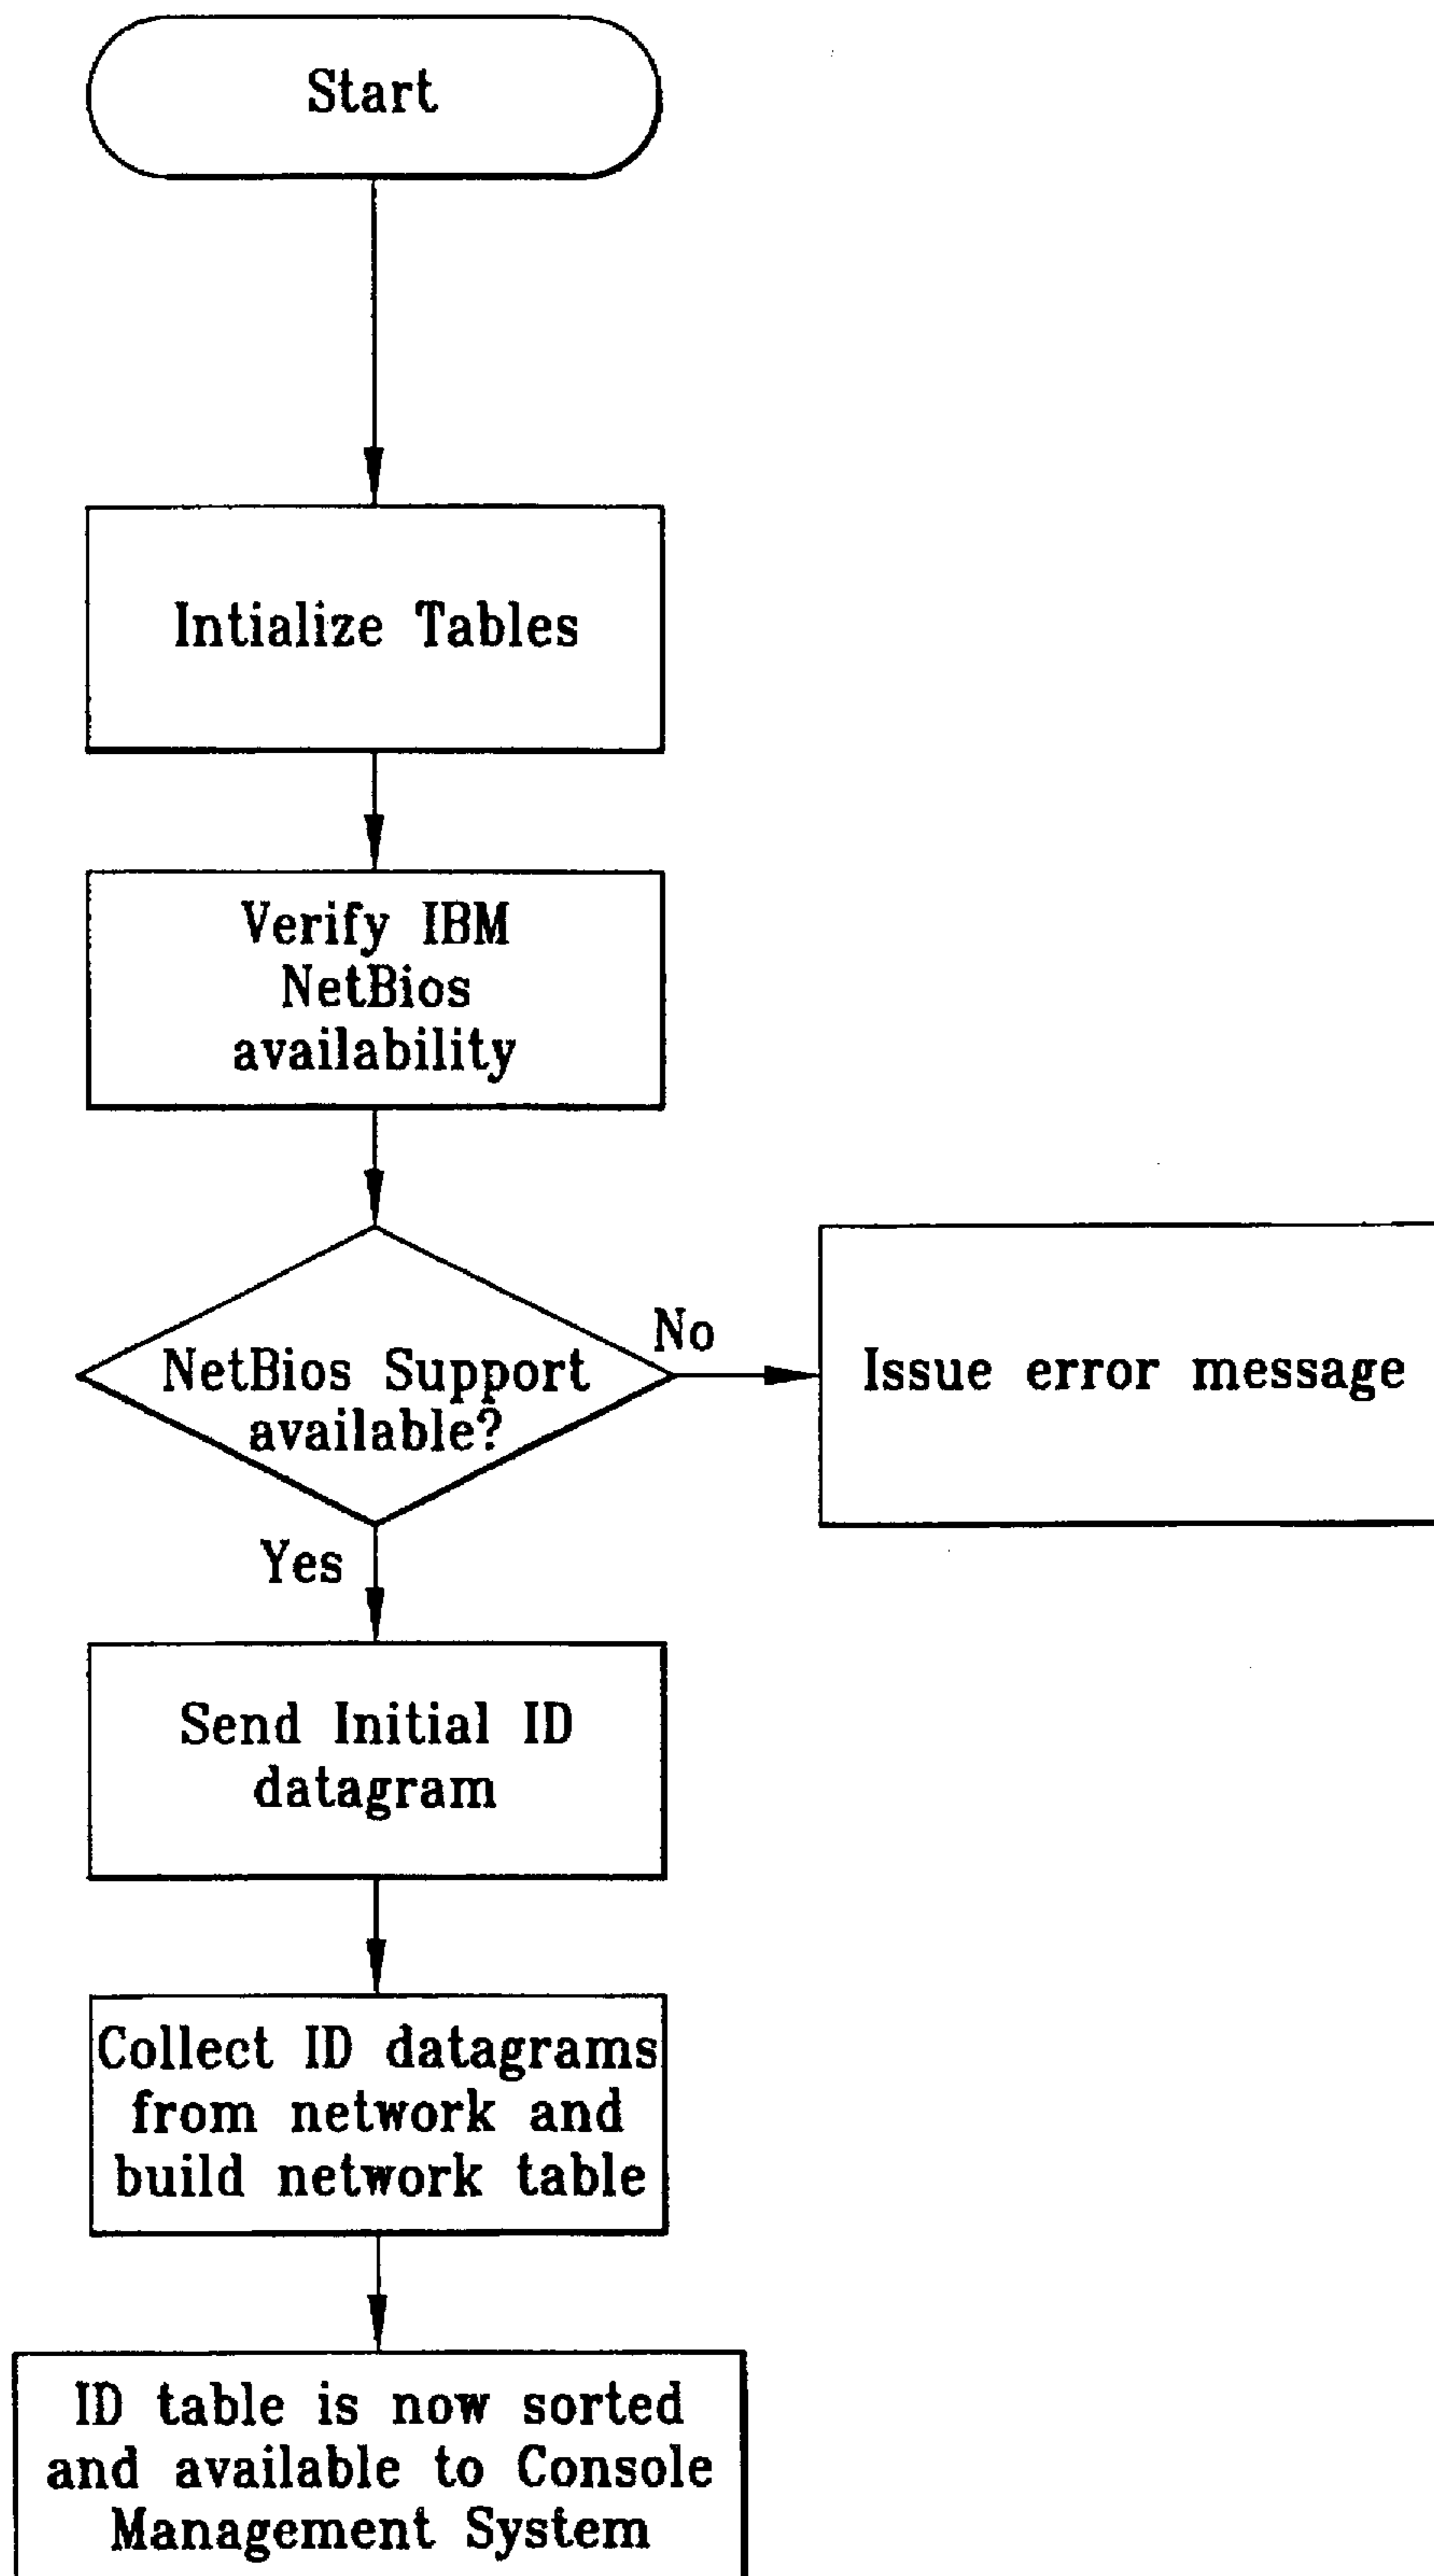 Start
Intialize Tables
Verify IBM
NetBios
availability
NetBios Support
available?
No
Issue error message
Yes
Send Initial ID
datagram
Collect ID datagrams
from network and
build network table
ID table is now sorted
and available to Console
Management System